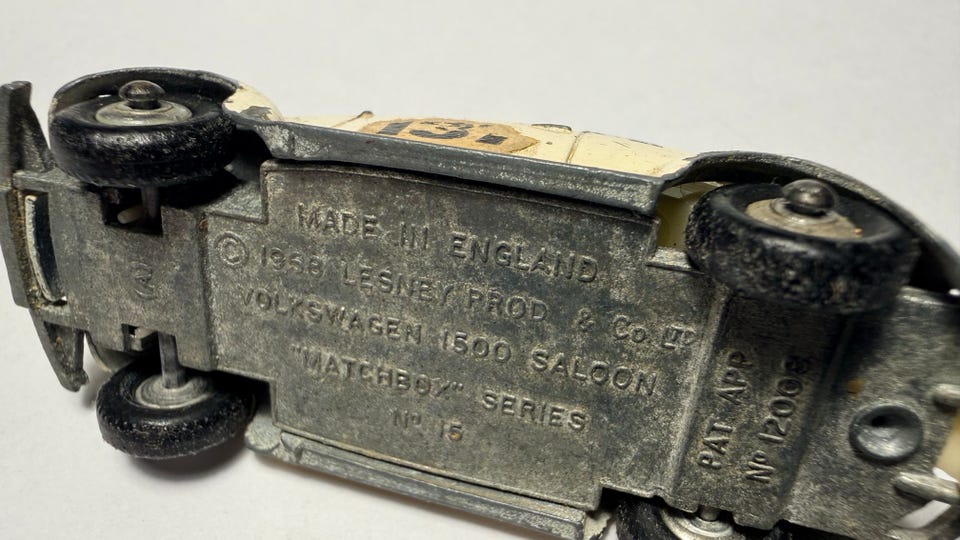 13.
MADE IN ENGLAND
© 1968 LESNEY PROD & Co. LTD
VOLKSWAGEN 1500 SALOON
"MATCHBOX" SERIES
No 15
PAT APP
No 12008